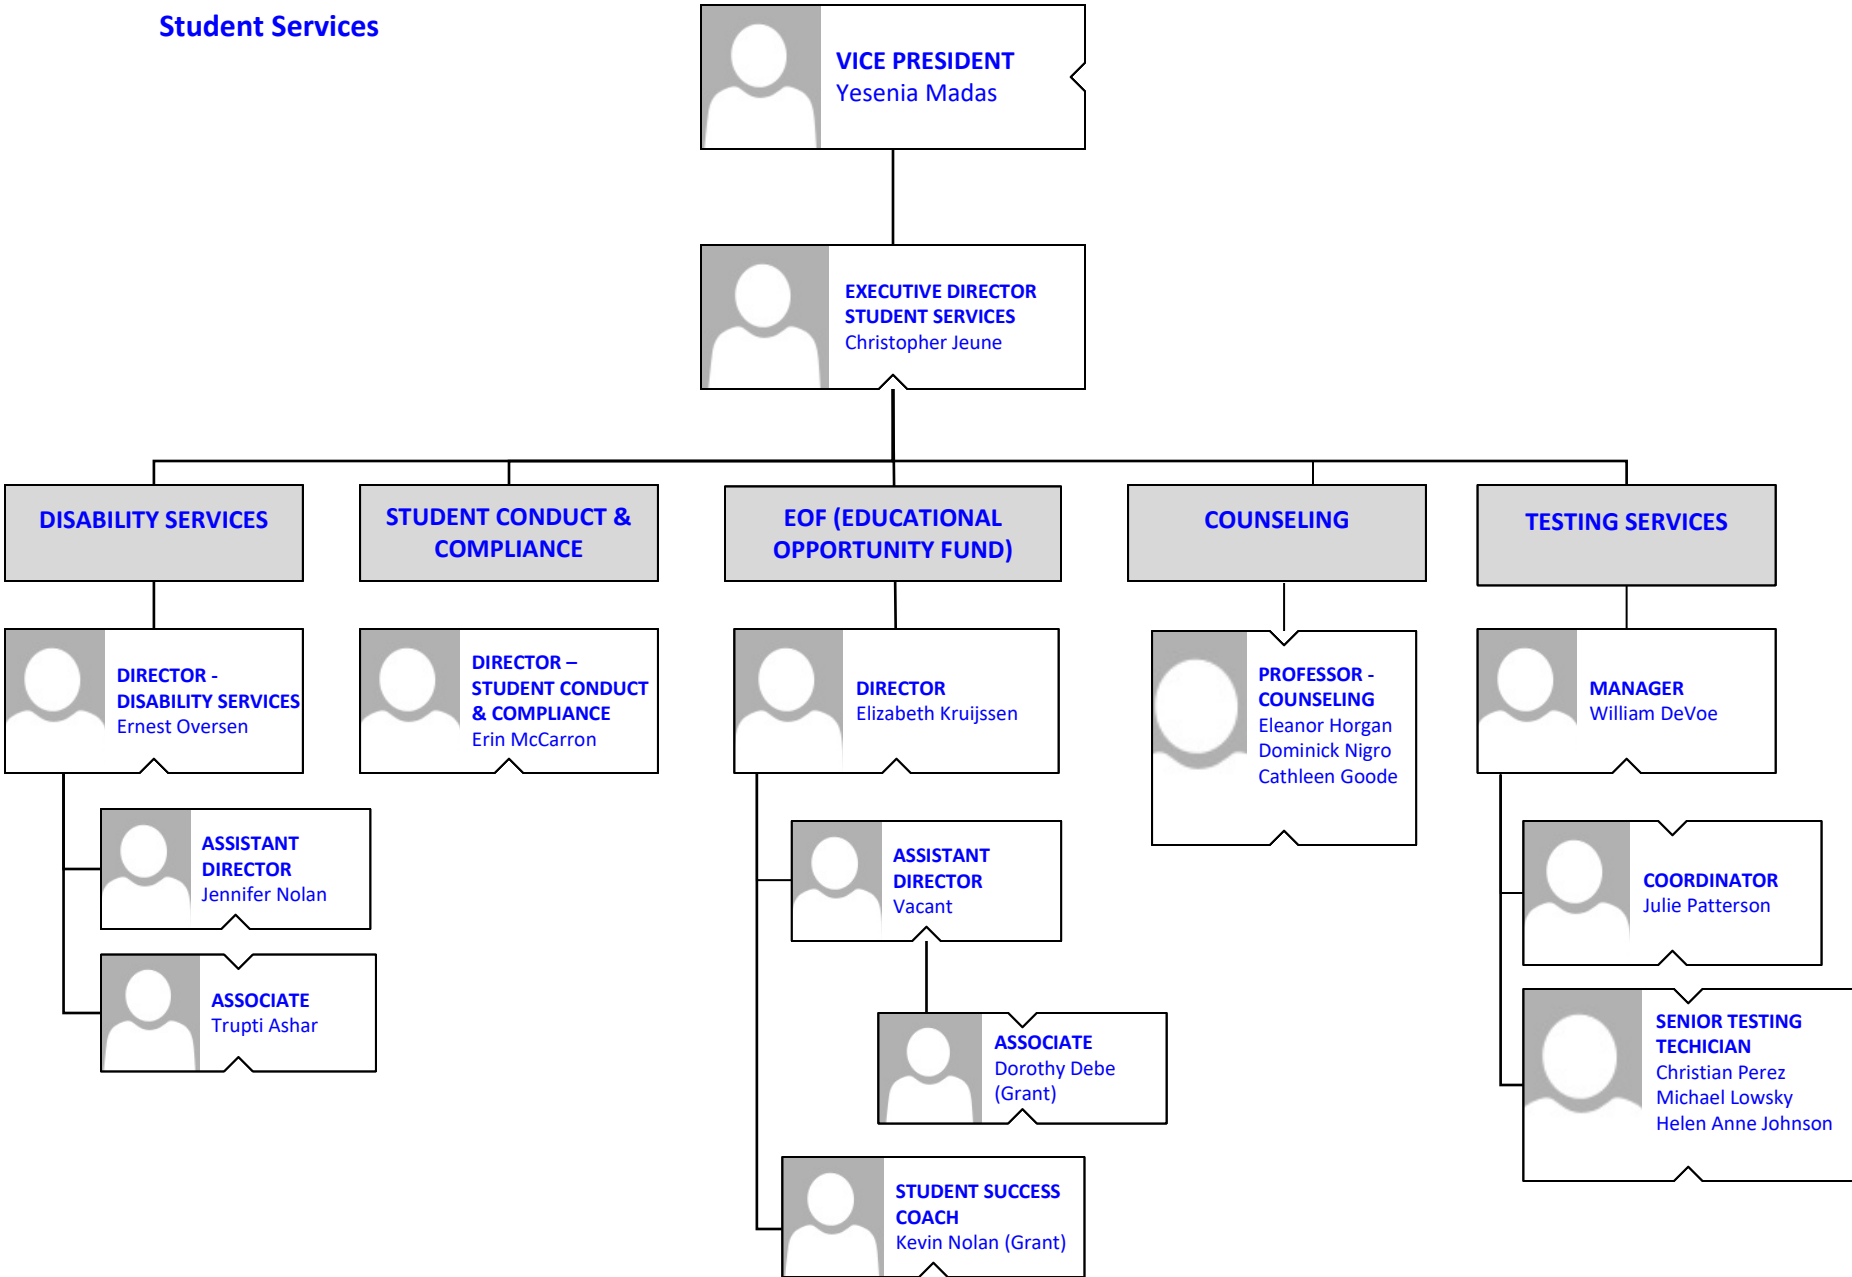 Student Services
VICE PRESIDENT
Yesenia Madas
EXECUTIVE DIRECTOR
STUDENT SERVICES
Christopher Jeune
DISABILITY SERVICES
STUDENT CONDUCT &
COMPLIANCE
EOF (EDUCATIONAL
OPPORTUNITY FUND)
COUNSELING
TESTING SERVICES
DIRECTOR -
DISABILITY SERVICES
Ernest Oversen
DIRECTOR –
STUDENT CONDUCT
& COMPLIANCE
Erin McCarron
DIRECTOR
Elizabeth Kruijssen
PROFESSOR -
COUNSELING
Eleanor Horgan
Dominick Nigro
Cathleen Goode
MANAGER
William DeVoe
ASSISTANT
DIRECTOR
Jennifer Nolan
ASSISTANT
DIRECTOR
Vacant
COORDINATOR
Julie Patterson
ASSOCIATE
Trupti Ashar
ASSOCIATE
Dorothy Debe
(Grant)
SENIOR TESTING
TECHICIAN
Christian Perez
Michael Lowsky
Helen Anne Johnson
STUDENT SUCCESS
COACH
Kevin Nolan (Grant)